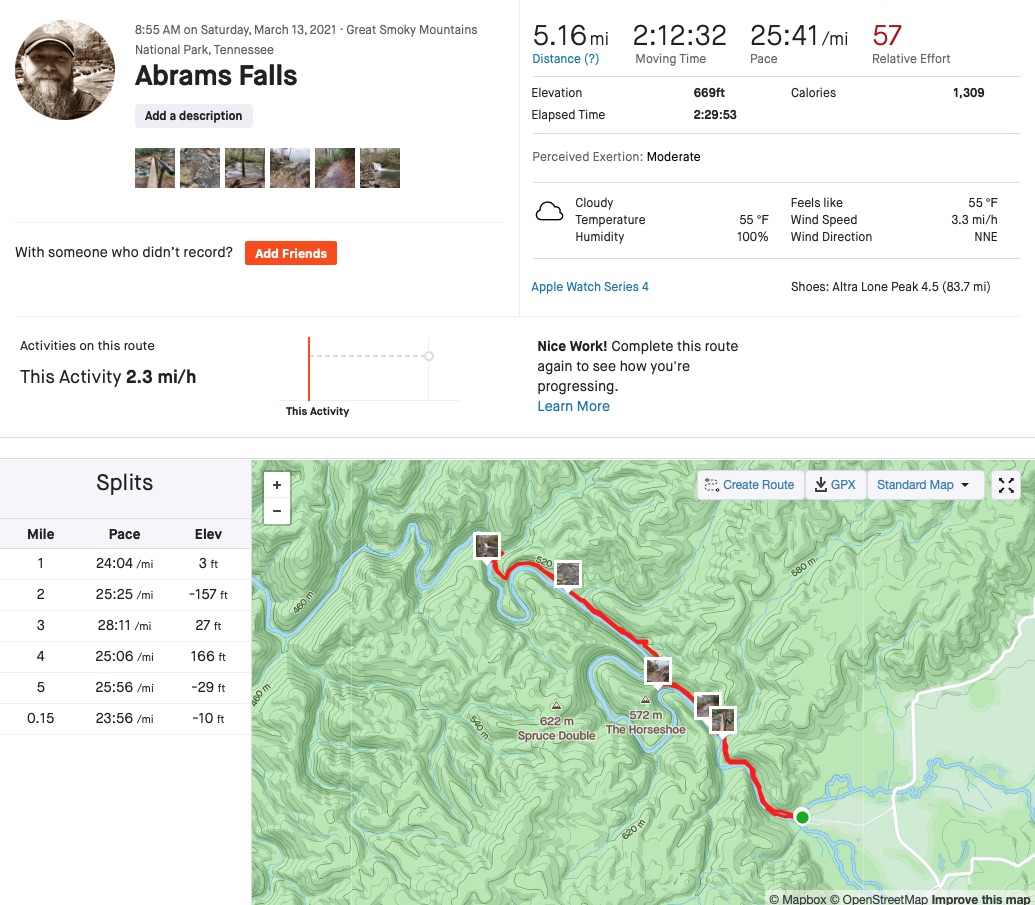 8:55 AM on Saturday, March 13, 2021 · Great Smoky Mountains
National Park, Tennessee
Abrams Falls
Add a description
With someone who didn't record? Add Friends
5.16 mi 2:12:32 25:41 /mi 57
Distance (?) Moving Time Pace Relative Effort
Elevation 669ft Calories 1,309
Elapsed Time 2:29:53
Perceived Exertion: Moderate
Cloudy Feels like 55 °F
Temperature 55 °F Wind Speed 3.3 mi/h
Humidity 100% Wind Direction NNE
Apple Watch Series 4 Shoes: Altra Lone Peak 4.5 (83.7 mi)
Activities on this route
This Activity 2.3 mi/h
This Activity
Nice Work! Complete this route
again to see how you're
progressing.
Learn More
Splits
Mile Pace Elev
1 24:04 /mi 3 ft
2 25:25 /mi -157 ft
3 28:11 /mi 27 ft
4 25:06 /mi 166 ft
5 25:56 /mi -29 ft
0.15 23:56 /mi -10 ft
+
−
Create Route GPX Standard Map
520
580 m
460 m
460 m
540 m
622 m
Spruce Double
572 m
The Horseshoe
620 m
© Mapbox © OpenStreetMap Improve this map